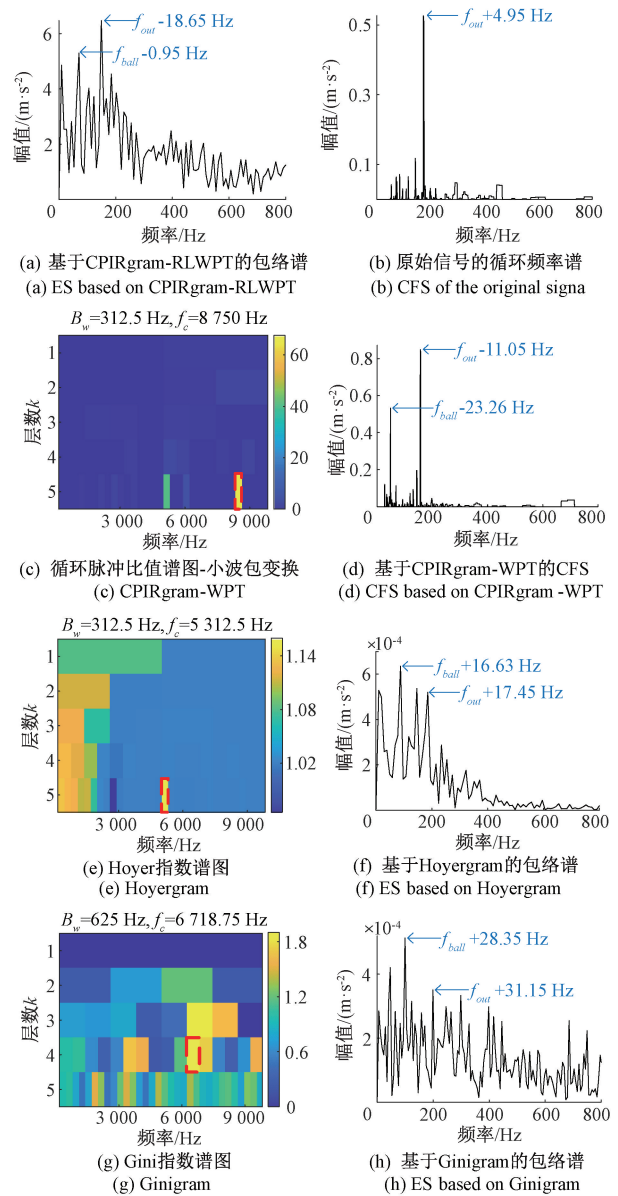 f_out-18.65 Hz
f_ball-0.95 Hz
6
4
2
幅值/(m·s⁻²)
0 200 400 600 800
频率/Hz
(a) 基于CPIRgram-RLWPT的包络谱
(a) ES based on CPIRgram-RLWPT
f_out+4.95 Hz
0.5
0.3
0.1
幅值/(m·s⁻²)
0 200 400 600 800
频率/Hz
(b) 原始信号的循环频率谱
(b) CFS of the original signa
B_w=312.5 Hz, f_c=8 750 Hz
1
2
3
4
5
层数k
3 000 6 000 9 000
频率/Hz
60
40
20
0
(c) 循环脉冲比值谱图-小波包变换
(c) CPIRgram-WPT
f_out-11.05 Hz
f_ball-23.26 Hz
0.8
0.6
0.4
0.2
幅值/(m·s⁻²)
0 200 400 600 800
频率/Hz
(d) 基于CPIRgram-WPT的CFS
(d) CFS based on CPIRgram -WPT
B_w=312.5 Hz, f_c=5 312.5 Hz
1
2
3
4
5
层数k
3 000 6 000 9 000
频率/Hz
1.14
1.08
1.02
(e) Hoyer指数谱图
(e) Hoyergram
×10⁻⁴
f_ball+16.63 Hz
f_out+17.45 Hz
6
4
2
幅值/(m·s⁻²)
0 200 400 600 800
频率/Hz
(f) 基于Hoyergram的包络谱
(f) ES based on Hoyergram
B_w=625 Hz, f_c=6 718.75 Hz
1
2
3
4
5
层数k
3 000 6 000 9 000
频率/Hz
1.8
1.2
0.6
0
(g) Gini指数谱图
(g) Ginigram
×10⁻⁴
f_ball+28.35 Hz
f_out+31.15 Hz
4
2
幅值/(m·s⁻²)
0 200 400 600 800
频率/Hz
(h) 基于Ginigram的包络谱
(h) ES based on Ginigram